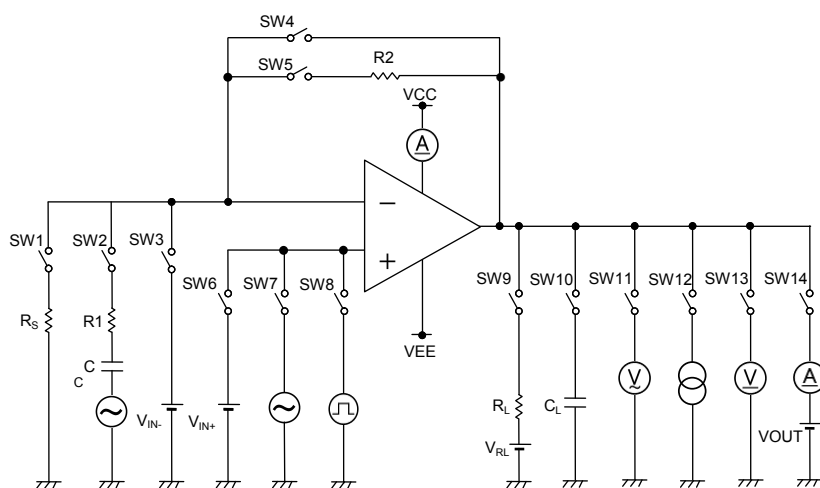 SW4
SW5
R2
VCC
A
−
+
VEE
SW1
SW2
SW3
SW6
SW7
SW8
SW9
SW10
SW11
SW12
SW13
SW14
RS
R1
C
C
VIN-
VIN+
RL
VRL
CL
V
~
V
A
VOUT